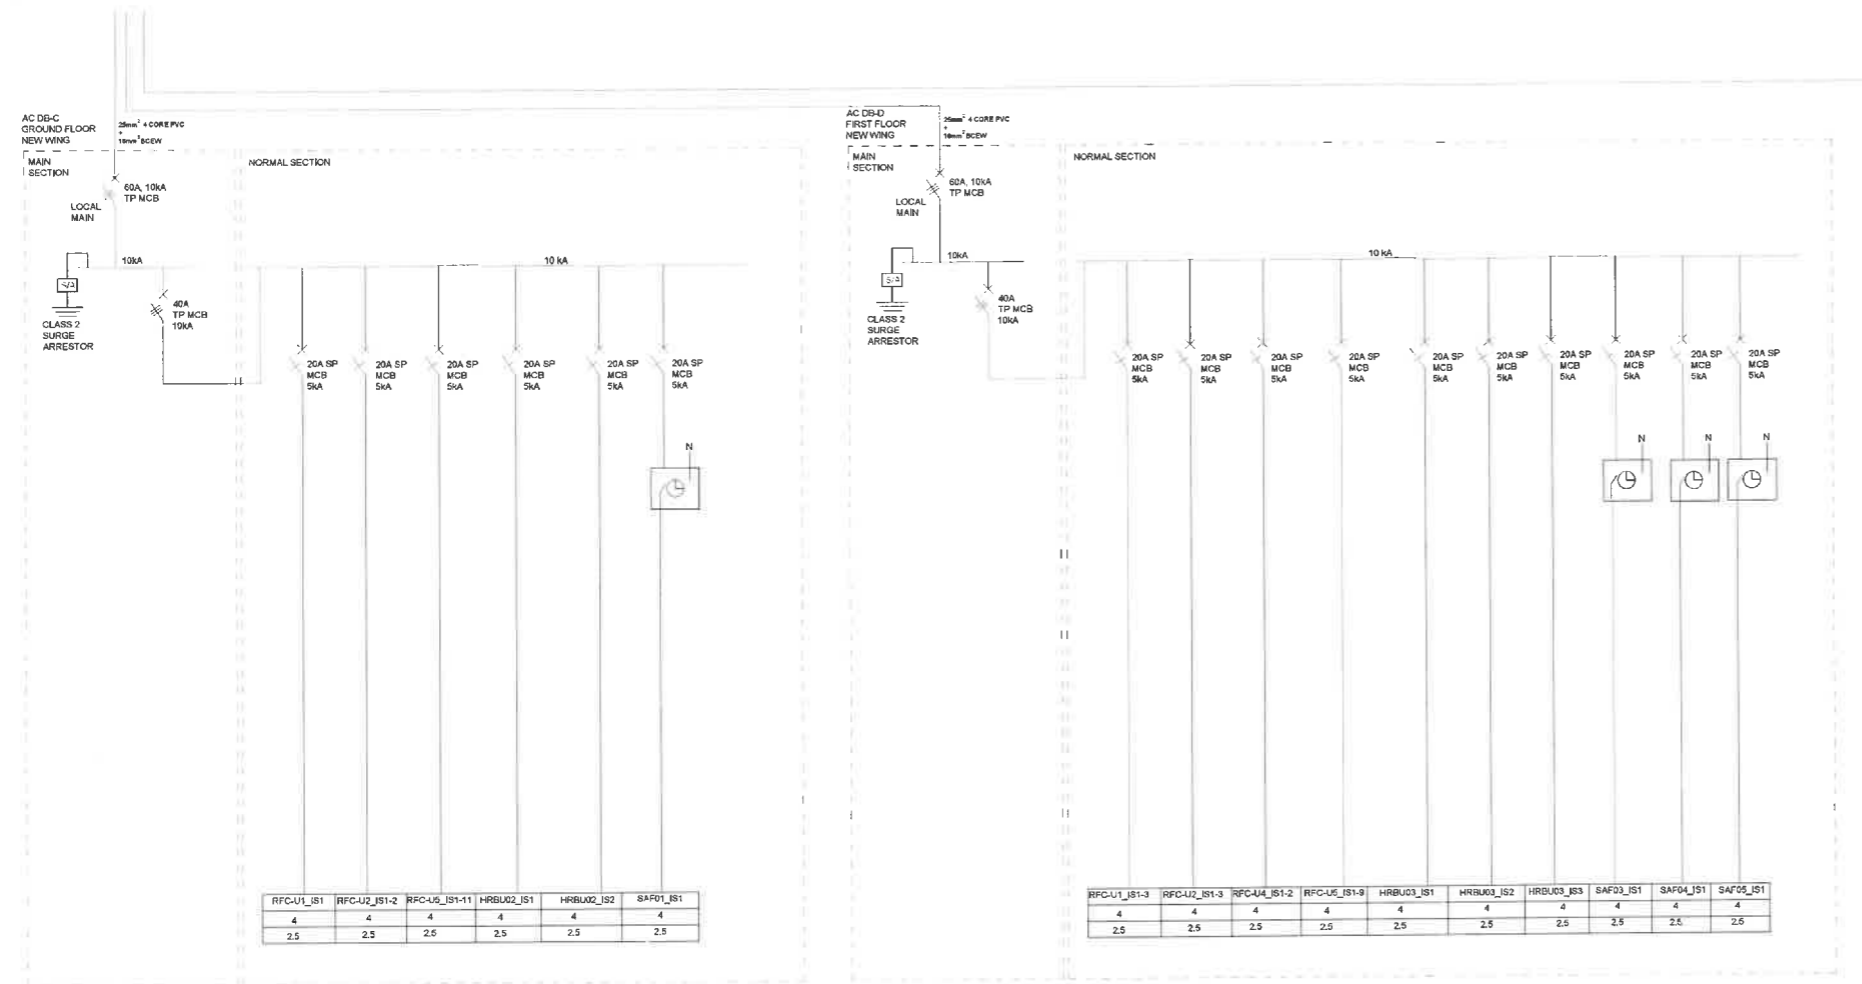 AC DB-C
GROUND FLOOR
NEW WING
25mm² 4 CORE PVC
+
16mm² BCEW
MAIN
SECTION
NORMAL SECTION
60A, 10kA
TP MCB
LOCAL
MAIN
10kA
10 kA
S/A
40A
TP MCB
10kA
CLASS 2
SURGE
ARRESTOR
20A SP
MCB
5kA
20A SP
MCB
5kA
20A SP
MCB
5kA
20A SP
MCB
5kA
20A SP
MCB
5kA
20A SP
MCB
5kA
N
RFC-U1_IS1 RFC-U2_IS1-2 RFC-U5_IS1-11 HRBU02_IS1 HRBU02_IS2 SAF01_IS1
4 4 4 4 4 4
2.5 2.5 2.5 2.5 2.5 2.5
AC DB-D
FIRST FLOOR
NEW WING
25mm² 4 CORE PVC
+
16mm² BCEW
MAIN
SECTION
NORMAL SECTION
60A, 10kA
TP MCB
LOCAL
MAIN
10kA
10 kA
S/A
40A
TP MCB
10kA
CLASS 2
SURGE
ARRESTOR
20A SP
MCB
5kA
20A SP
MCB
5kA
20A SP
MCB
5kA
20A SP
MCB
5kA
20A SP
MCB
5kA
20A SP
MCB
5kA
20A SP
MCB
5kA
20A SP
MCB
5kA
20A SP
MCB
5kA
20A SP
MCB
5kA
N
N
N
RFC-U1_IS1-3 RFC-U2_IS1-3 RFC-U4_IS1-2 RFC-U5_IS1-9 HRBU03_IS1 HRBU03_IS2 HRBU03_IS3 SAF03_IS1 SAF04_IS1 SAF05_IS1
4 4 4 4 4 4 4 4 4 4
2.5 2.5 2.5 2.5 2.5 2.5 2.5 2.5 2.5 2.5